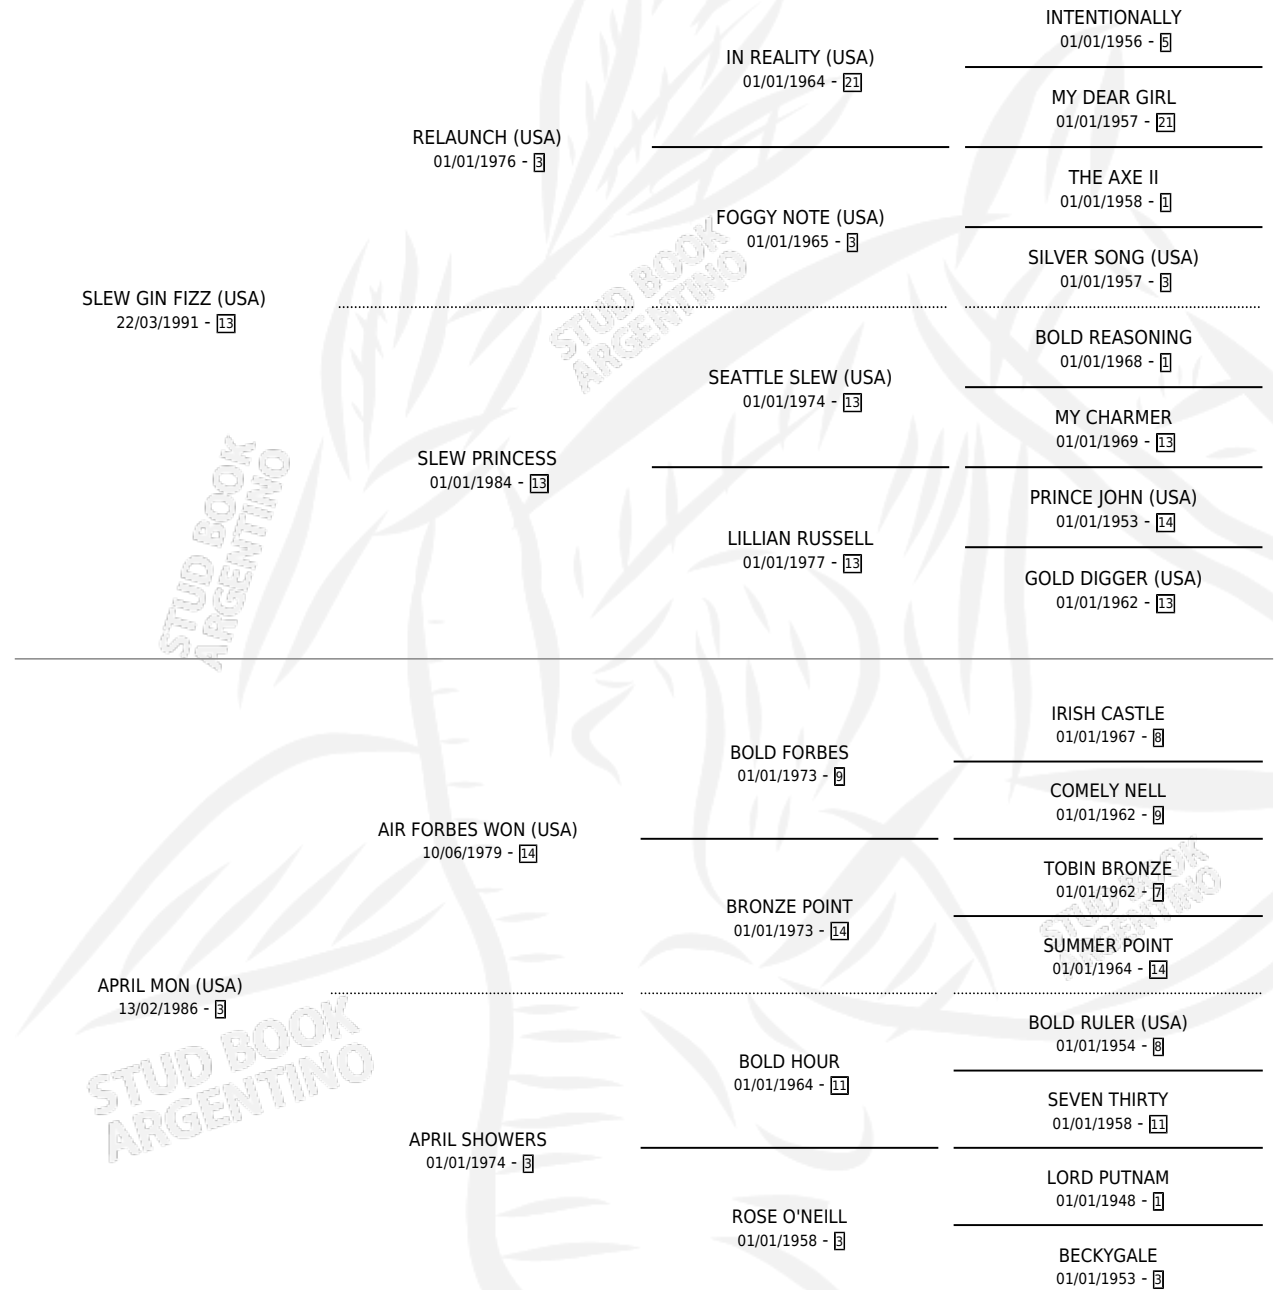 INTENTIONALLY
01/01/1956 - 5
IN REALITY (USA)
01/01/1964 - 21
MY DEAR GIRL
01/01/1957 - 21
RELAUNCH (USA)
01/01/1976 - 3
THE AXE II
01/01/1958 - 1
FOGGY NOTE (USA)
01/01/1965 - 3
SILVER SONG (USA)
01/01/1957 - 3
SLEW GIN FIZZ (USA)
22/03/1991 - 13
STUD BOOK
ARGENTINO
BOLD REASONING
01/01/1968 - 1
SEATTLE SLEW (USA)
01/01/1974 - 13
MY CHARMER
01/01/1969 - 13
SLEW PRINCESS
01/01/1984 - 13
PRINCE JOHN (USA)
01/01/1953 - 14
LILLIAN RUSSELL
01/01/1977 - 13
GOLD DIGGER (USA)
01/01/1962 - 13
STUD BOOK
ARGENTINO
IRISH CASTLE
01/01/1967 - 8
BOLD FORBES
01/01/1973 - 9
COMELY NELL
01/01/1962 - 9
AIR FORBES WON (USA)
10/06/1979 - 14
TOBIN BRONZE
01/01/1962 - 7
BRONZE POINT
01/01/1973 - 14
SUMMER POINT
01/01/1964 - 14
STUD BOOK
ARGENTINO
APRIL MON (USA)
13/02/1986 - 3
BOLD RULER (USA)
01/01/1954 - 8
BOLD HOUR
01/01/1964 - 11
SEVEN THIRTY
01/01/1958 - 11
STUD BOOK
ARGENTINO
APRIL SHOWERS
01/01/1974 - 3
LORD PUTNAM
01/01/1948 - 1
ROSE O'NEILL
01/01/1958 - 3
BECKYGALE
01/01/1953 - 3